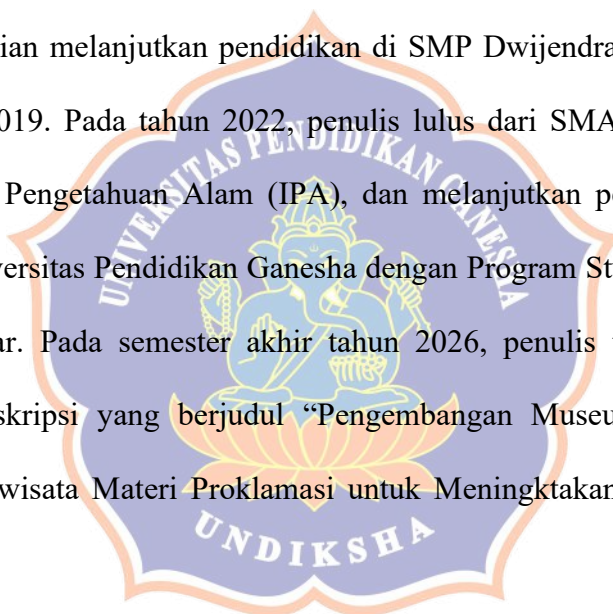 ian melanjutkan pendidikan di SMP Dwijendra
019. Pada tahun 2022, penulis lulus dari SMA
Pengetahuan Alam (IPA), dan melanjutkan pe
versitas Pendidikan Ganesha dengan Program St
ar. Pada semester akhir tahun 2026, penulis
skripsi yang berjudul “Pengembangan Museu
wisata Materi Proklamasi untuk Meningktakan
UNIVERSITAS PENDIDIKAN GANESHA
UNDIKSHA